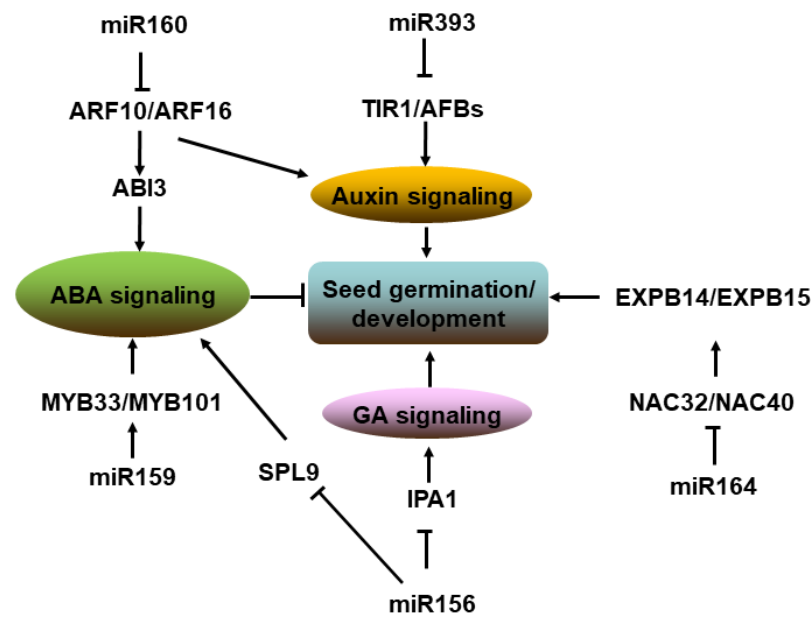 miR160
miR393
ARF10/ARF16
TIR1/AFBs
ABI3
Auxin signaling
ABA signaling
Seed germination/
development
EXPB14/EXPB15
MYB33/MYB101
GA signaling
NAC32/NAC40
miR159
SPL9
IPA1
miR164
miR156